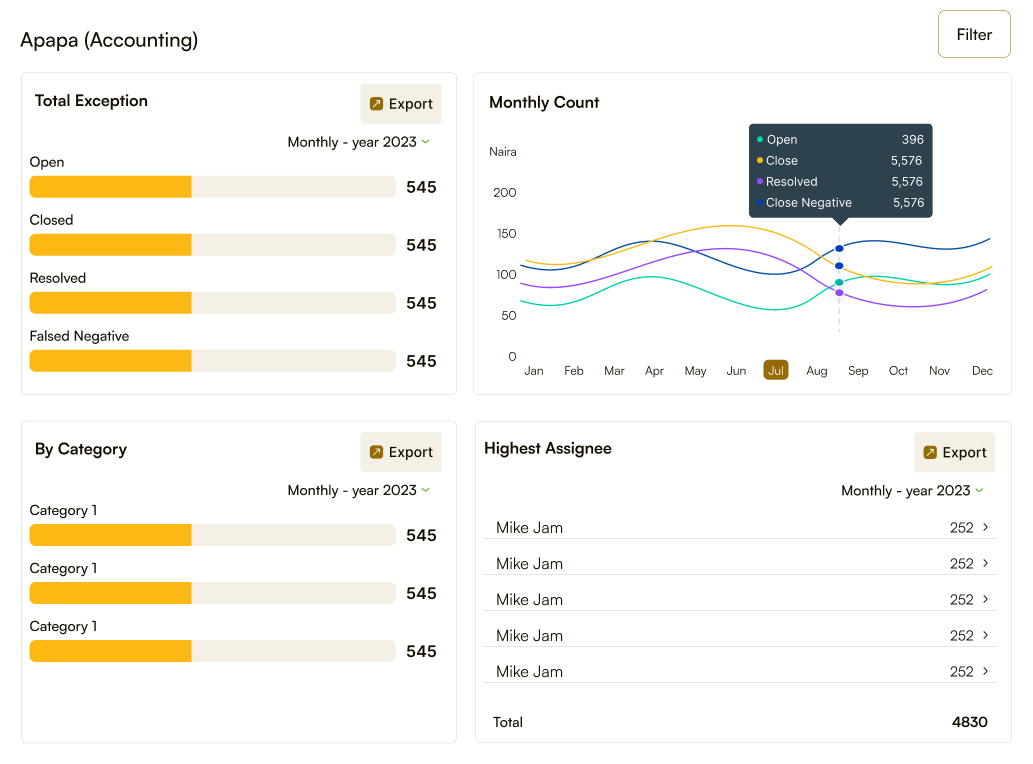 Apapa (Accounting)
Filter
Total Exception
Export
Monthly - year 2023
Open
545
Closed
545
Resolved
545
Falsed Negative
545
Monthly Count
Naira
200
150
100
50
0
Open 396
Close 5,576
Resolved 5,576
Close Negative 5,576
Jan Feb Mar Apr May Jun Jul Aug Sep Oct Nov Dec
By Category
Export
Monthly - year 2023
Category 1
545
Category 1
545
Category 1
545
Highest Assignee
Export
Monthly - year 2023
Mike Jam 252
Mike Jam 252
Mike Jam 252
Mike Jam 252
Mike Jam 252
Total 4830